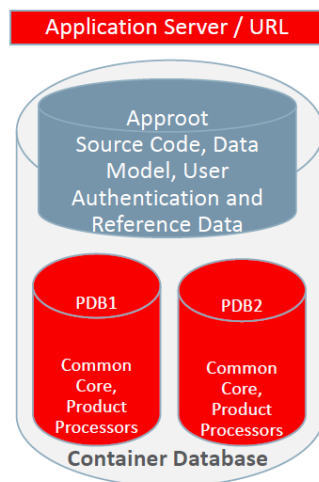 Application Server / URL
Approot
Source Code, Data
Model, User
Authentication and
Reference Data
PDB1
Common
Core,
Product
Processors
PDB2
Common
Core,
Product
Processors
Container Database